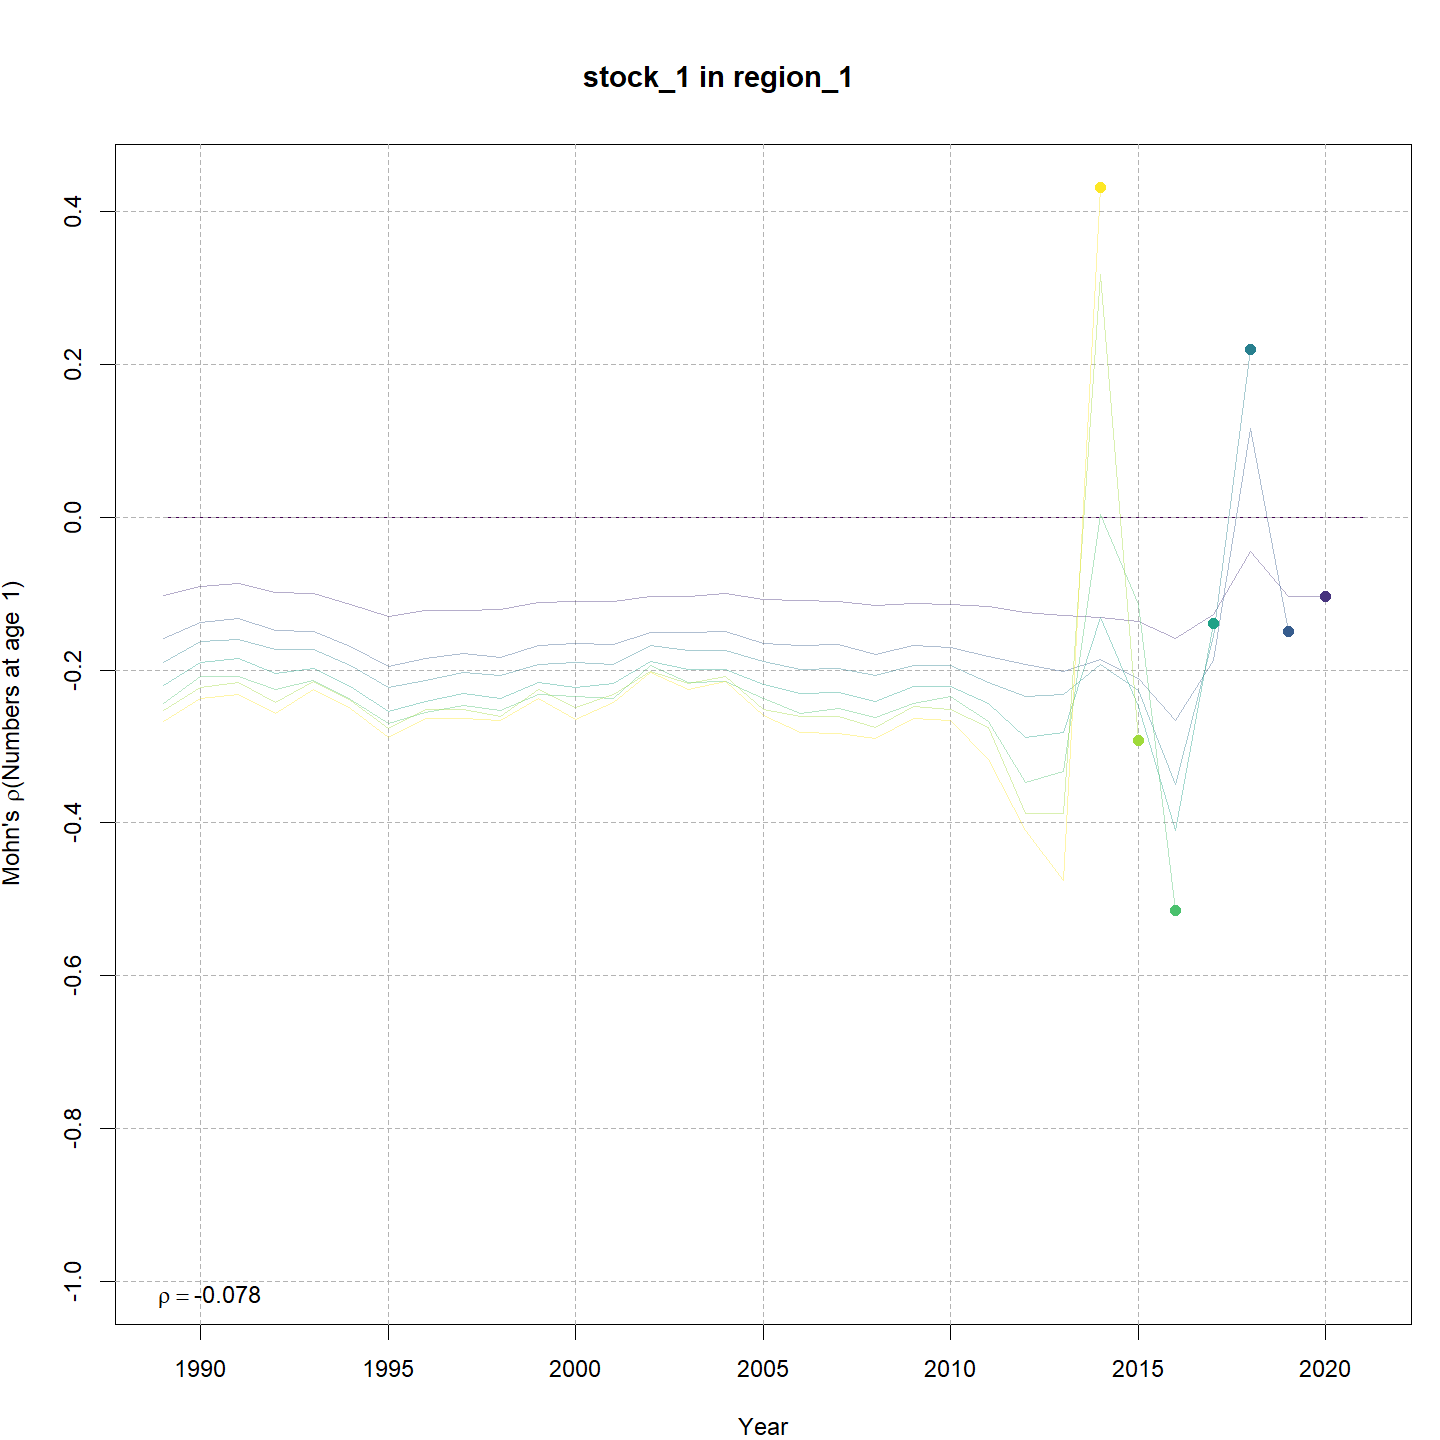 stock_1 in region_1
Mohn's ρ(Numbers at age 1)
0.4
0.2
0.0
-0.2
-0.4
-0.6
-0.8
-1.0
ρ = -0.078
1990 1995 2000 2005 2010 2015 2020
Year